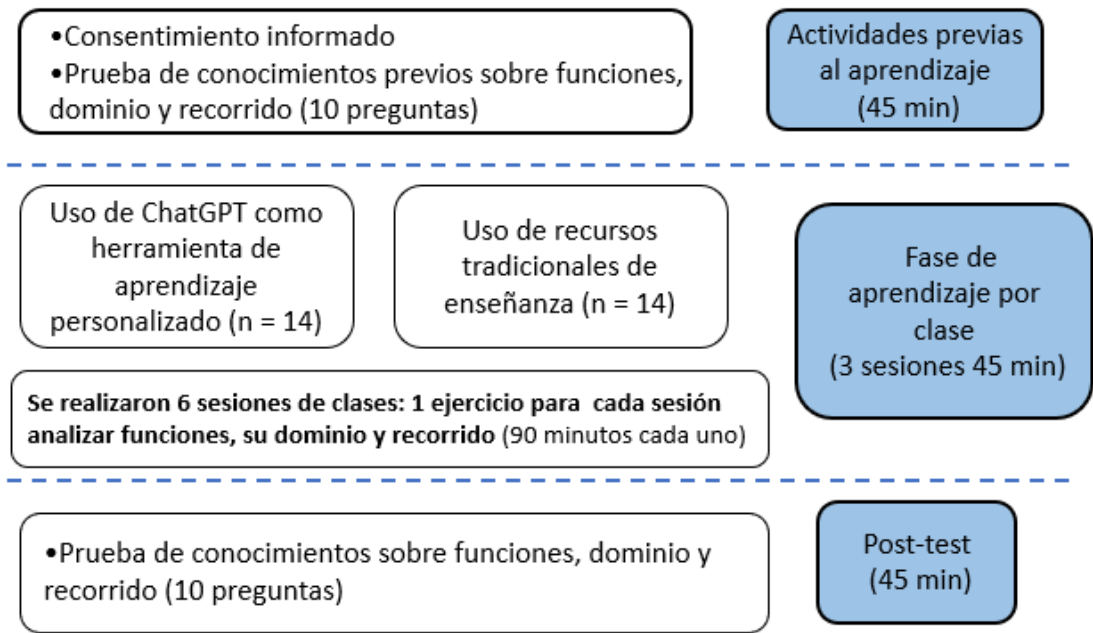 •Consentimiento informado
•Prueba de conocimientos previos sobre funciones,
dominio y recorrido (10 preguntas)
Actividades previas
al aprendizaje
(45 min)
Uso de ChatGPT como
herramienta de
aprendizaje
personalizado (n = 14)
Uso de recursos
tradicionales de
enseñanza (n = 14)
Fase de
aprendizaje por
clase
(3 sesiones 45 min)
Se realizaron 6 sesiones de clases: 1 ejercicio para cada sesión
analizar funciones, su dominio y recorrido (90 minutos cada uno)
•Prueba de conocimientos sobre funciones, dominio y
recorrido (10 preguntas)
Post-test
(45 min)